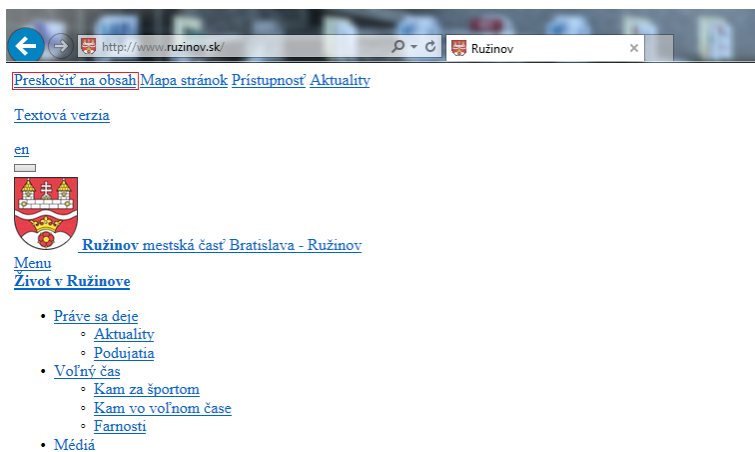 http://www.ruzinov.sk/
Ružinov
Preskočiť na obsah Mapa stránok Prístupnosť Aktuality
Textová verzia
en
Ružinov mestská časť Bratislava - Ružinov
Menu
Život v Ružinove
Práve sa deje
Aktuality
Podujatia
Voľný čas
Kam za športom
Kam vo voľnom čase
Farnosti
Médiá